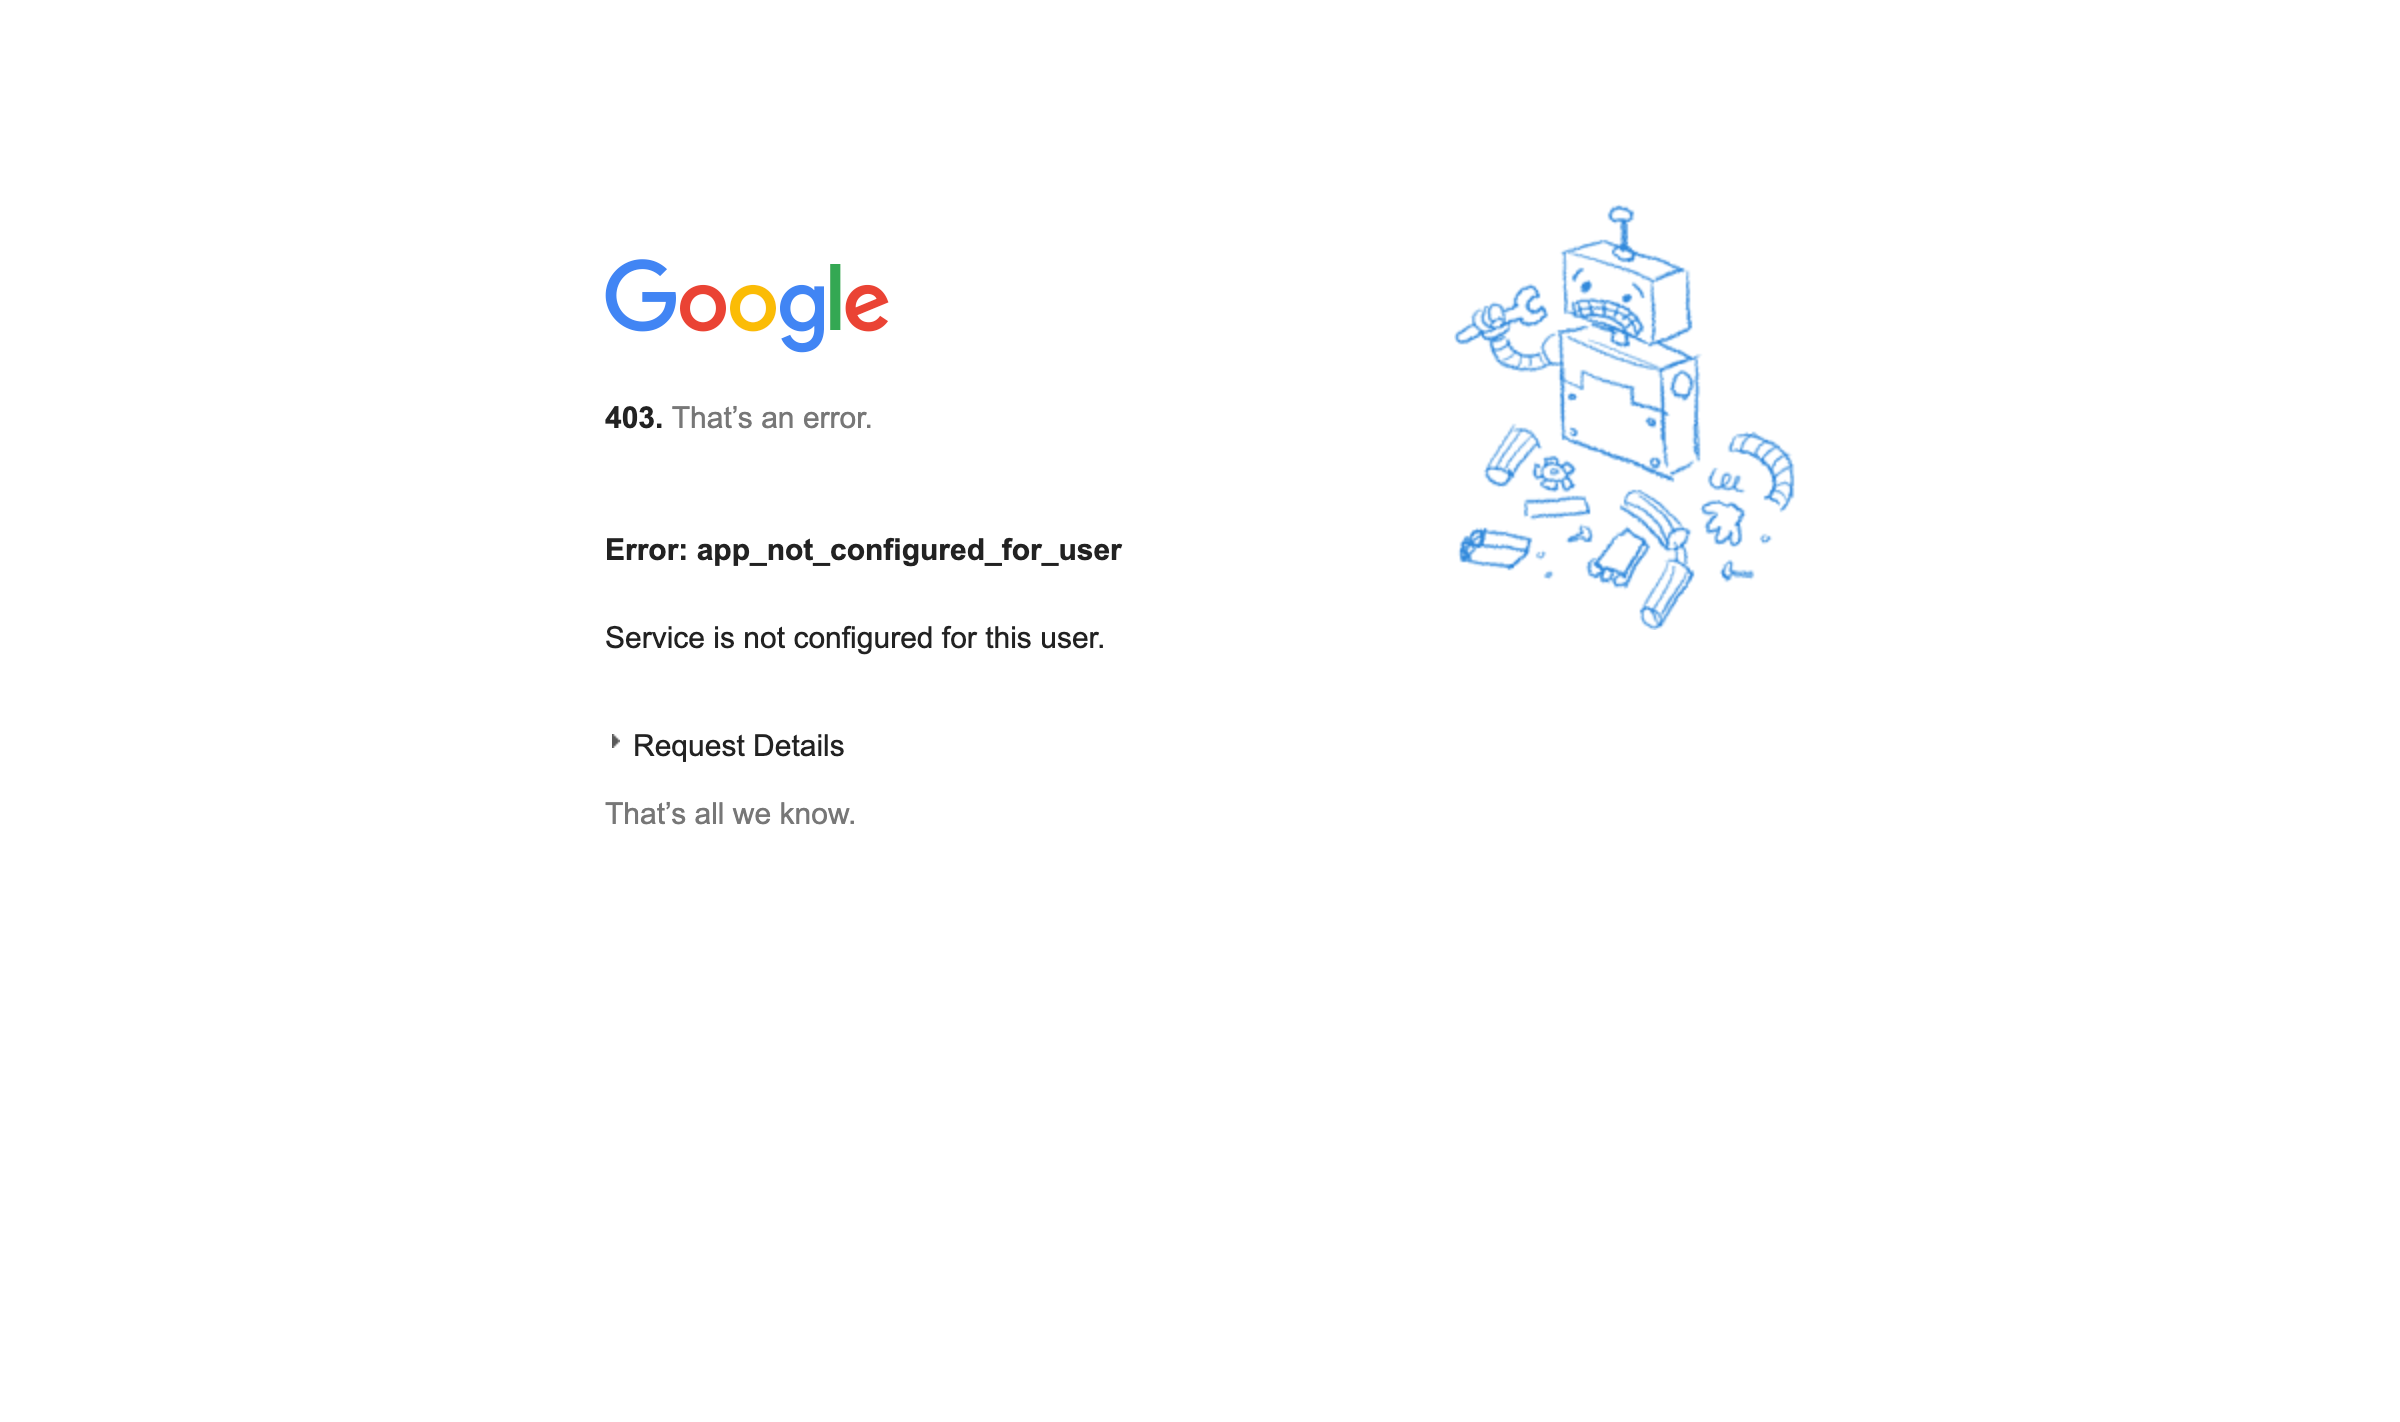 Google
403. That’s an error.
Error: app_not_configured_for_user
Service is not configured for this user.
Request Details
That’s all we know.